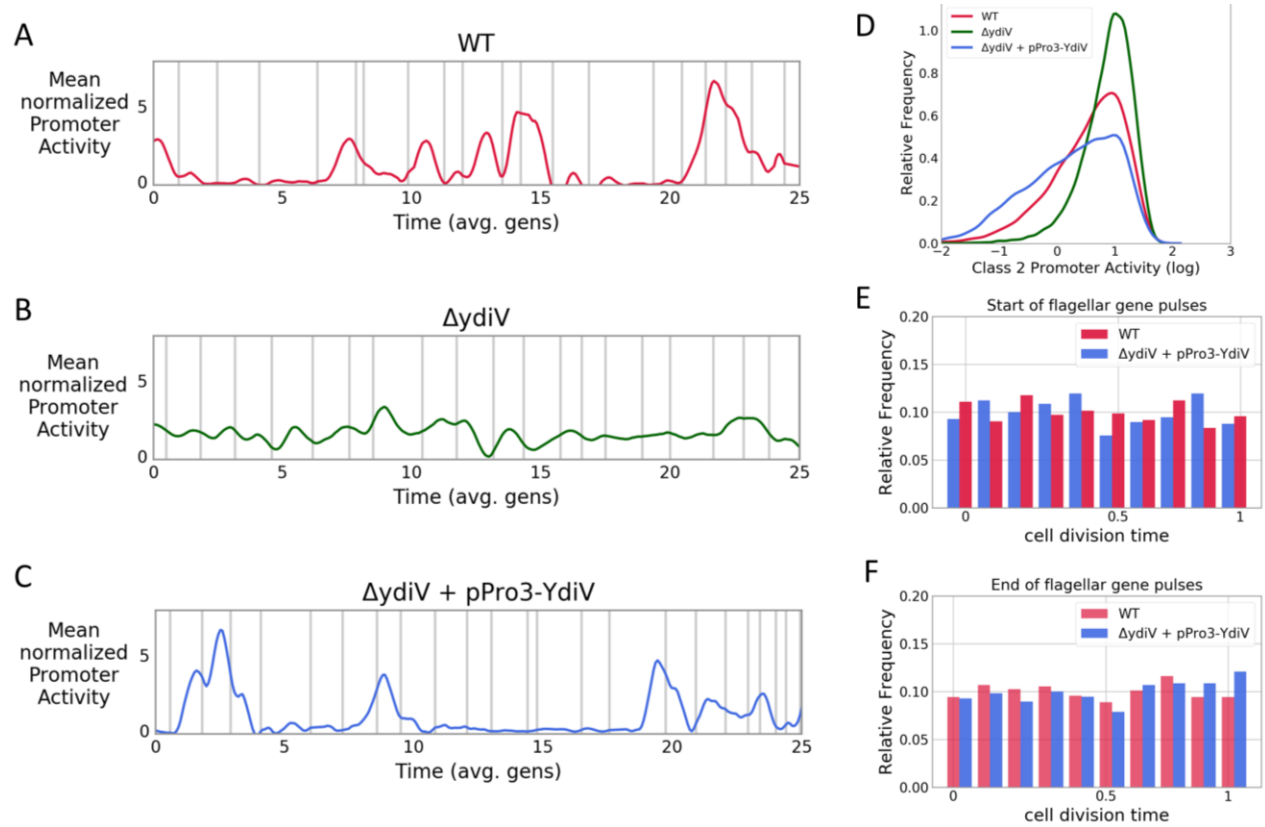 A
WT
Mean
normalized
Promoter
Activity
5
0
0 5 10 15 20 25
Time (avg. gens)
B
ΔydiV
Mean
normalized
Promoter
Activity
5
0
0 5 10 15 20 25
Time (avg. gens)
C
ΔydiV + pPro3-YdiV
Mean
normalized
Promoter
Activity
5
0
0 5 10 15 20 25
Time (avg. gens)
D
WT
ΔydiV
ΔydiV + pPro3-YdiV
Relative Frequency
1.0
0.8
0.6
0.4
0.2
0.0
−2 −1 0 1 2 3
Class 2 Promoter Activity (log)
E
Start of flagellar gene pulses
WT
ΔydiV + pPro3-YdiV
Relative Frequency
0.20
0.15
0.10
0.05
0.00
0 0.5 1
cell division time
F
End of flagellar gene pulses
WT
ΔydiV + pPro3-YdiV
Relative Frequency
0.20
0.15
0.10
0.05
0.00
0 0.5 1
cell division time